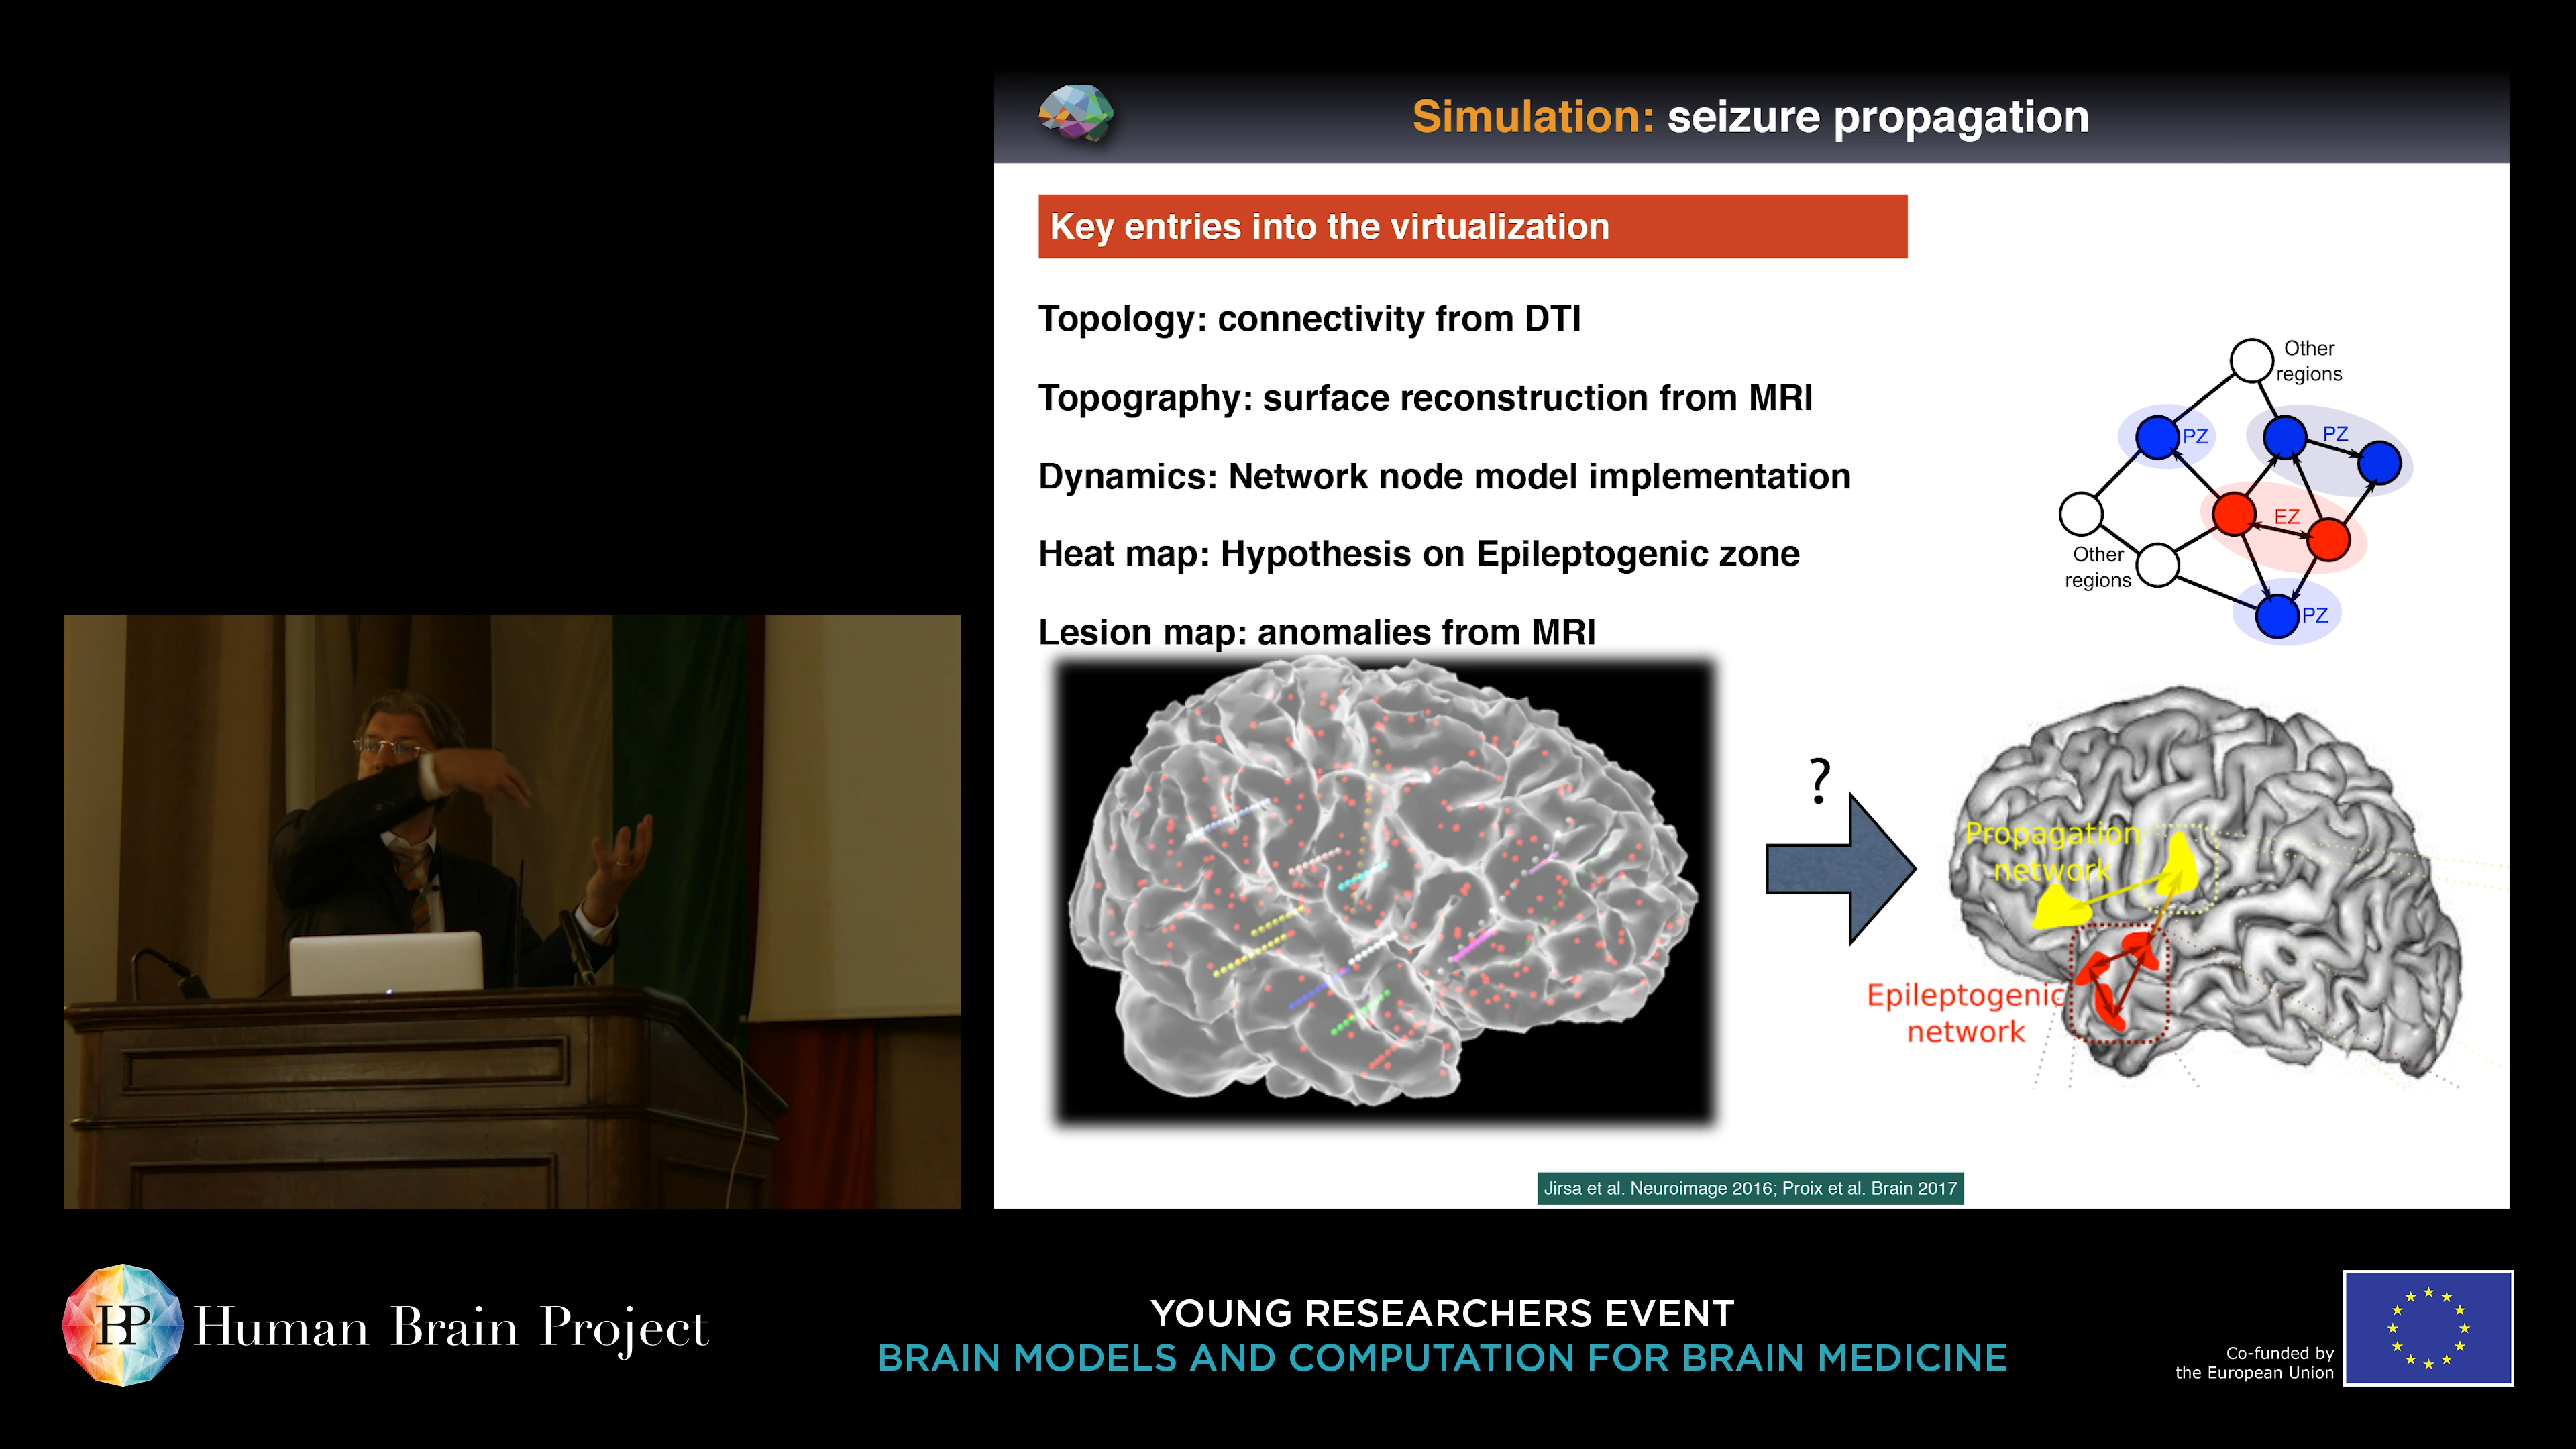 Simulation: seizure propagation
Key entries into the virtualization
Topology: connectivity from DTI
Topography: surface reconstruction from MRI
Dynamics: Network node model implementation
Heat map: Hypothesis on Epileptogenic zone
Lesion map: anomalies from MRI
Other
regions
PZ
PZ
EZ
Other
regions
PZ
?
Propagation
network
Epileptogenic
network
Jirsa et al. Neuroimage 2016; Proix et al. Brain 2017
HBP
Human Brain Project
YOUNG RESEARCHERS EVENT
BRAIN MODELS AND COMPUTATION FOR BRAIN MEDICINE
Co-funded by
the European Union